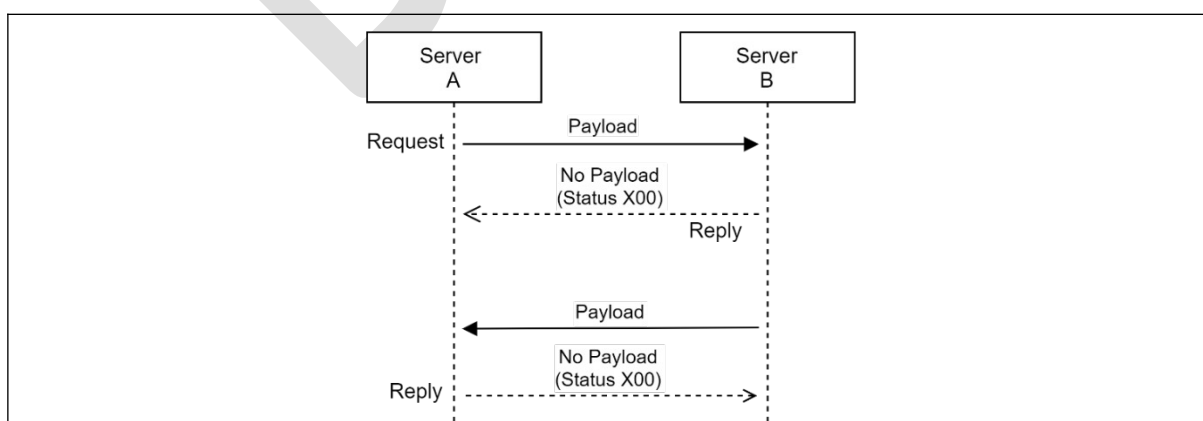 Server
A
Server
B
Request
Payload
No Payload
(Status X00)
Reply
Payload
No Payload
(Status X00)
Reply